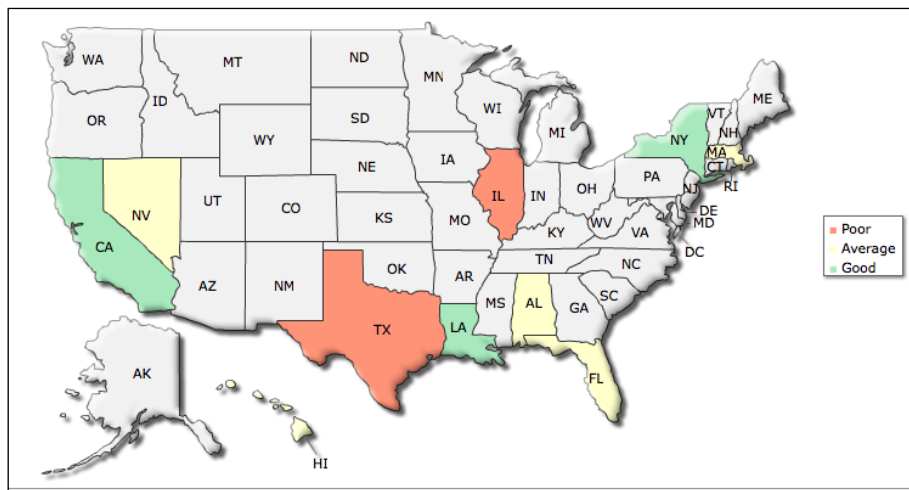 WA
MT
ND
MN
ME
VT
ID
OR
SD
WI
NH
NY
MI
MA
WY
CT
RI
IA
NE
PA
NJ
IL
IN
OH
NV
UT
DE
CO
MO
WV
MD
KS
VA
KY
Poor
CA
DC
Average
TN
NC
Good
OK
AR
AZ
NM
SC
MS
AL
GA
TX
LA
AK
FL
HI